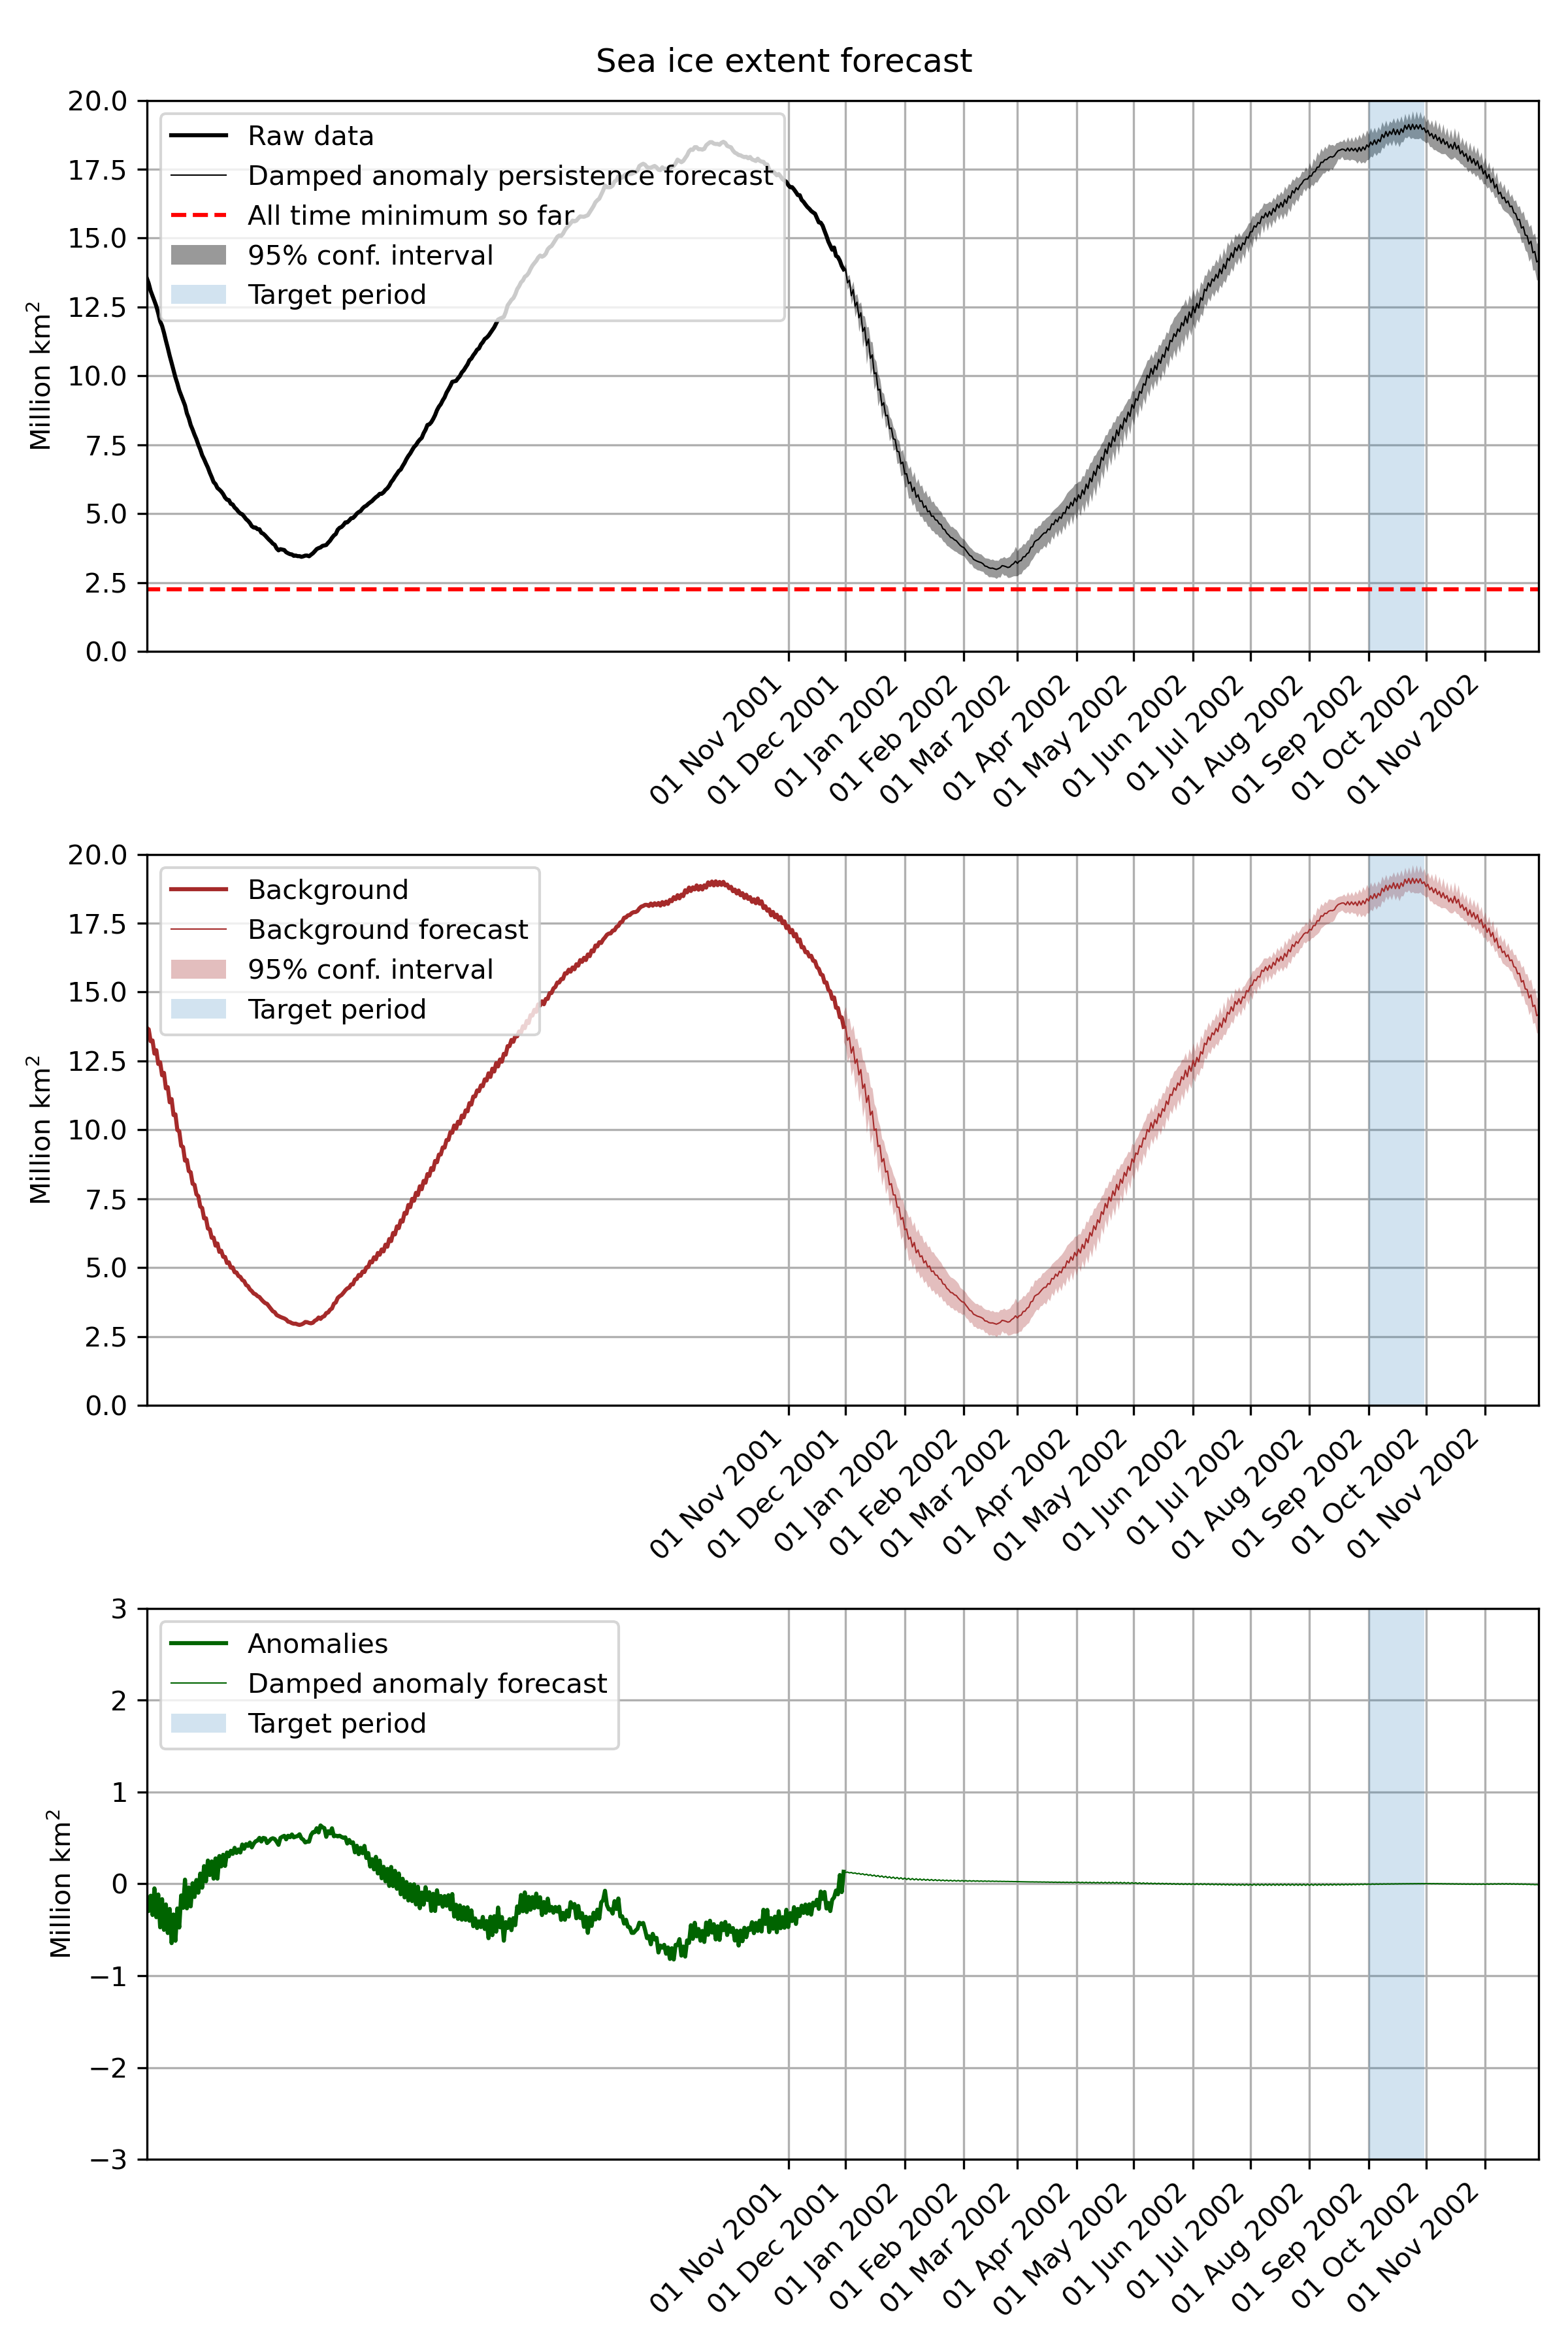 Sea ice extent forecast
20.0
17.5
15.0
12.5
10.0
7.5
5.0
2.5
0.0
Million km²
Raw data
Damped anomaly persistence forecast
All time minimum so far
95% conf. interval
Target period
01 Nov 2001
01 Dec 2001
01 Jan 2002
01 Feb 2002
01 Mar 2002
01 Apr 2002
01 May 2002
01 Jun 2002
01 Jul 2002
01 Aug 2002
01 Sep 2002
01 Oct 2002
01 Nov 2002
20.0
17.5
15.0
12.5
10.0
7.5
5.0
2.5
0.0
Million km²
Background
Background forecast
95% conf. interval
Target period
01 Nov 2001
01 Dec 2001
01 Jan 2002
01 Feb 2002
01 Mar 2002
01 Apr 2002
01 May 2002
01 Jun 2002
01 Jul 2002
01 Aug 2002
01 Sep 2002
01 Oct 2002
01 Nov 2002
3
2
1
0
−1
−2
−3
Million km²
Anomalies
Damped anomaly forecast
Target period
01 Nov 2001
01 Dec 2001
01 Jan 2002
01 Feb 2002
01 Mar 2002
01 Apr 2002
01 May 2002
01 Jun 2002
01 Jul 2002
01 Aug 2002
01 Sep 2002
01 Oct 2002
01 Nov 2002